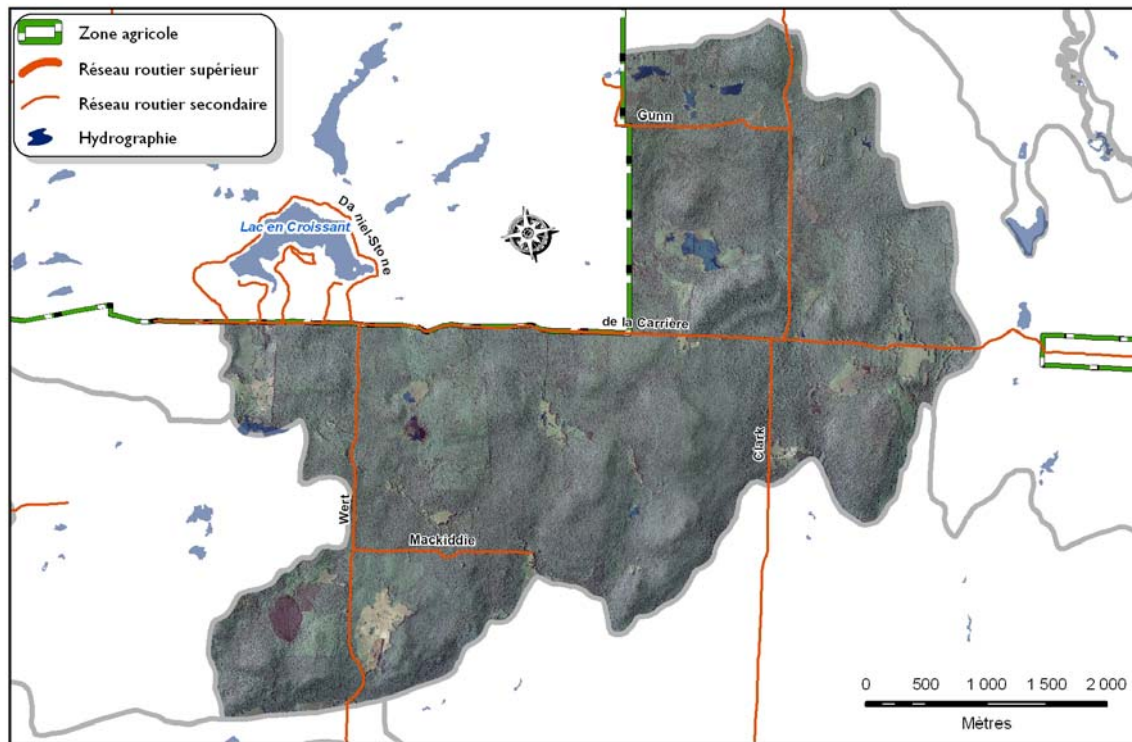 Zone agricole
Réseau routier supérieur
Réseau routier secondaire
Hydrographie
Gunn
Daniel-Stone
Lac en Croissant
de la Carrière
Clark
Wert
Mackiddie
0 500 1 000 1 500 2 000
Mètres